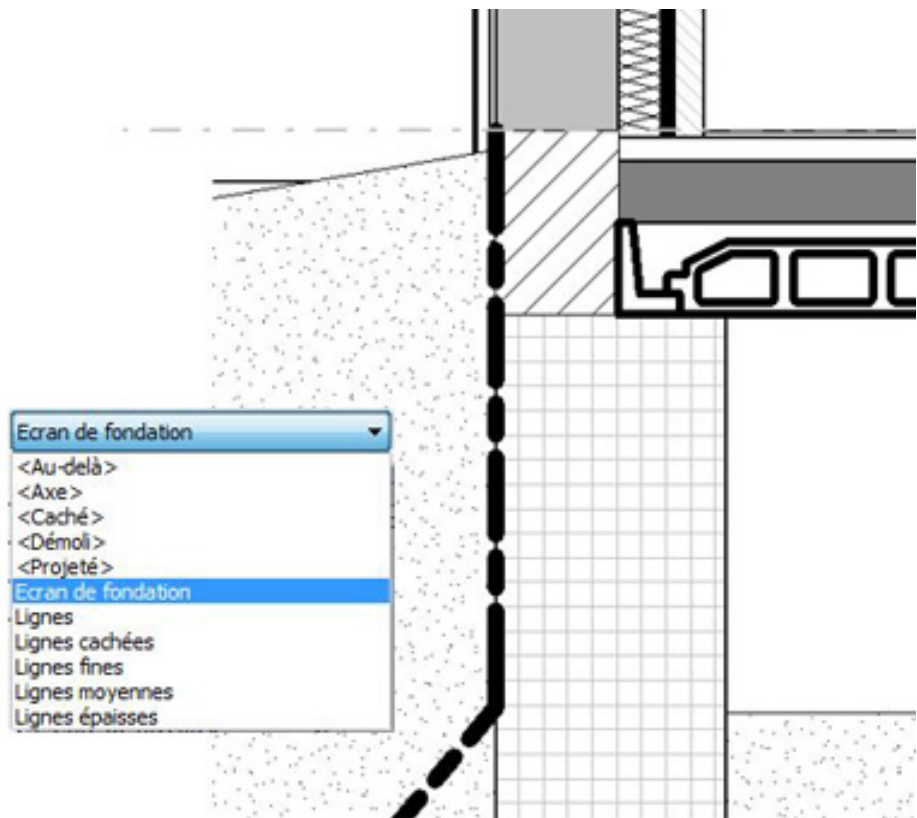 Ecran de fondation
<Au-delà>
<Axe>
<Caché>
<Démoli>
<Projeté>
Ecran de fondation
Lignes
Lignes cachées
Lignes fines
Lignes moyennes
Lignes épaisses